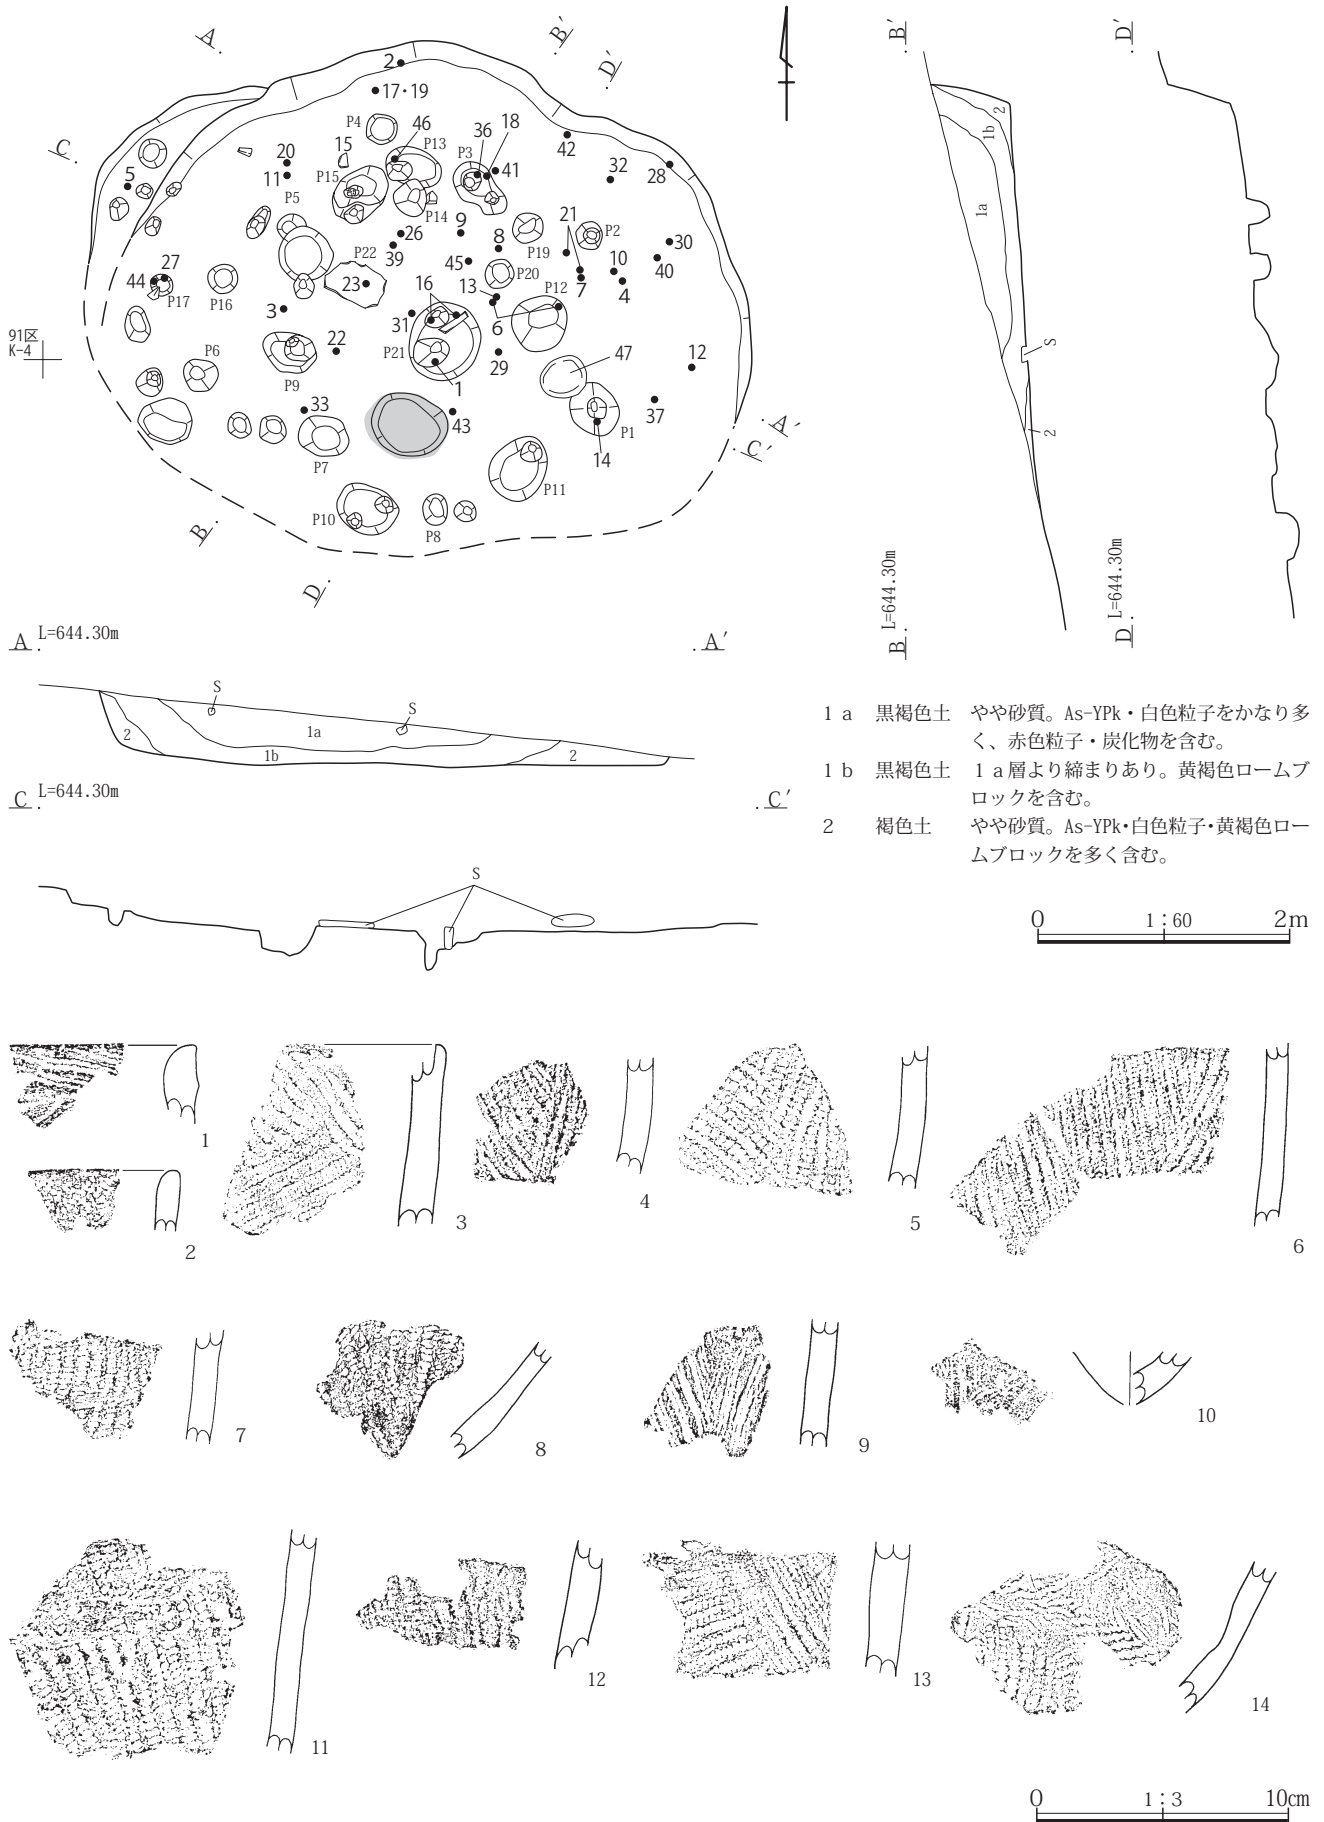 A.
B′
D′
2
17・19
P4
46
P13
36
18
P3
41
42
32
28
C.
5
20
11
15
P15
P5
P14
9
8
P19
21
P2
30
40
26
39
P22
45
P20
13
10
4
7
P12
44
27
P17
P16
3
23
16
31
6
P21
29
22
P9
1
47
12
91区
K-4
P6
33
P7
43
37
P1
14
P11
P10
P8
A′
C′
B.
D.
B′
2
1b
1a
S
2
B L=644.30m
D′
D L=644.30m
A L=644.30m A′
S
S
2
1a
1b
2
C L=644.30m C′
S
1 a 黒褐色土 やや砂質。As-YPk・白色粒子をかなり多
く、赤色粒子・炭化物を含む。
1 b 黒褐色土 1 a層より締まりあり。黄褐色ロームブ
ロックを含む。
2 褐色土 やや砂質。As-YPk・白色粒子・黄褐色ロー
ムブロックを多く含む。
0 1：60 2m
1
2
3
4
5
6
7
8
9
10
11
12
13
14
0 1：3 10cm